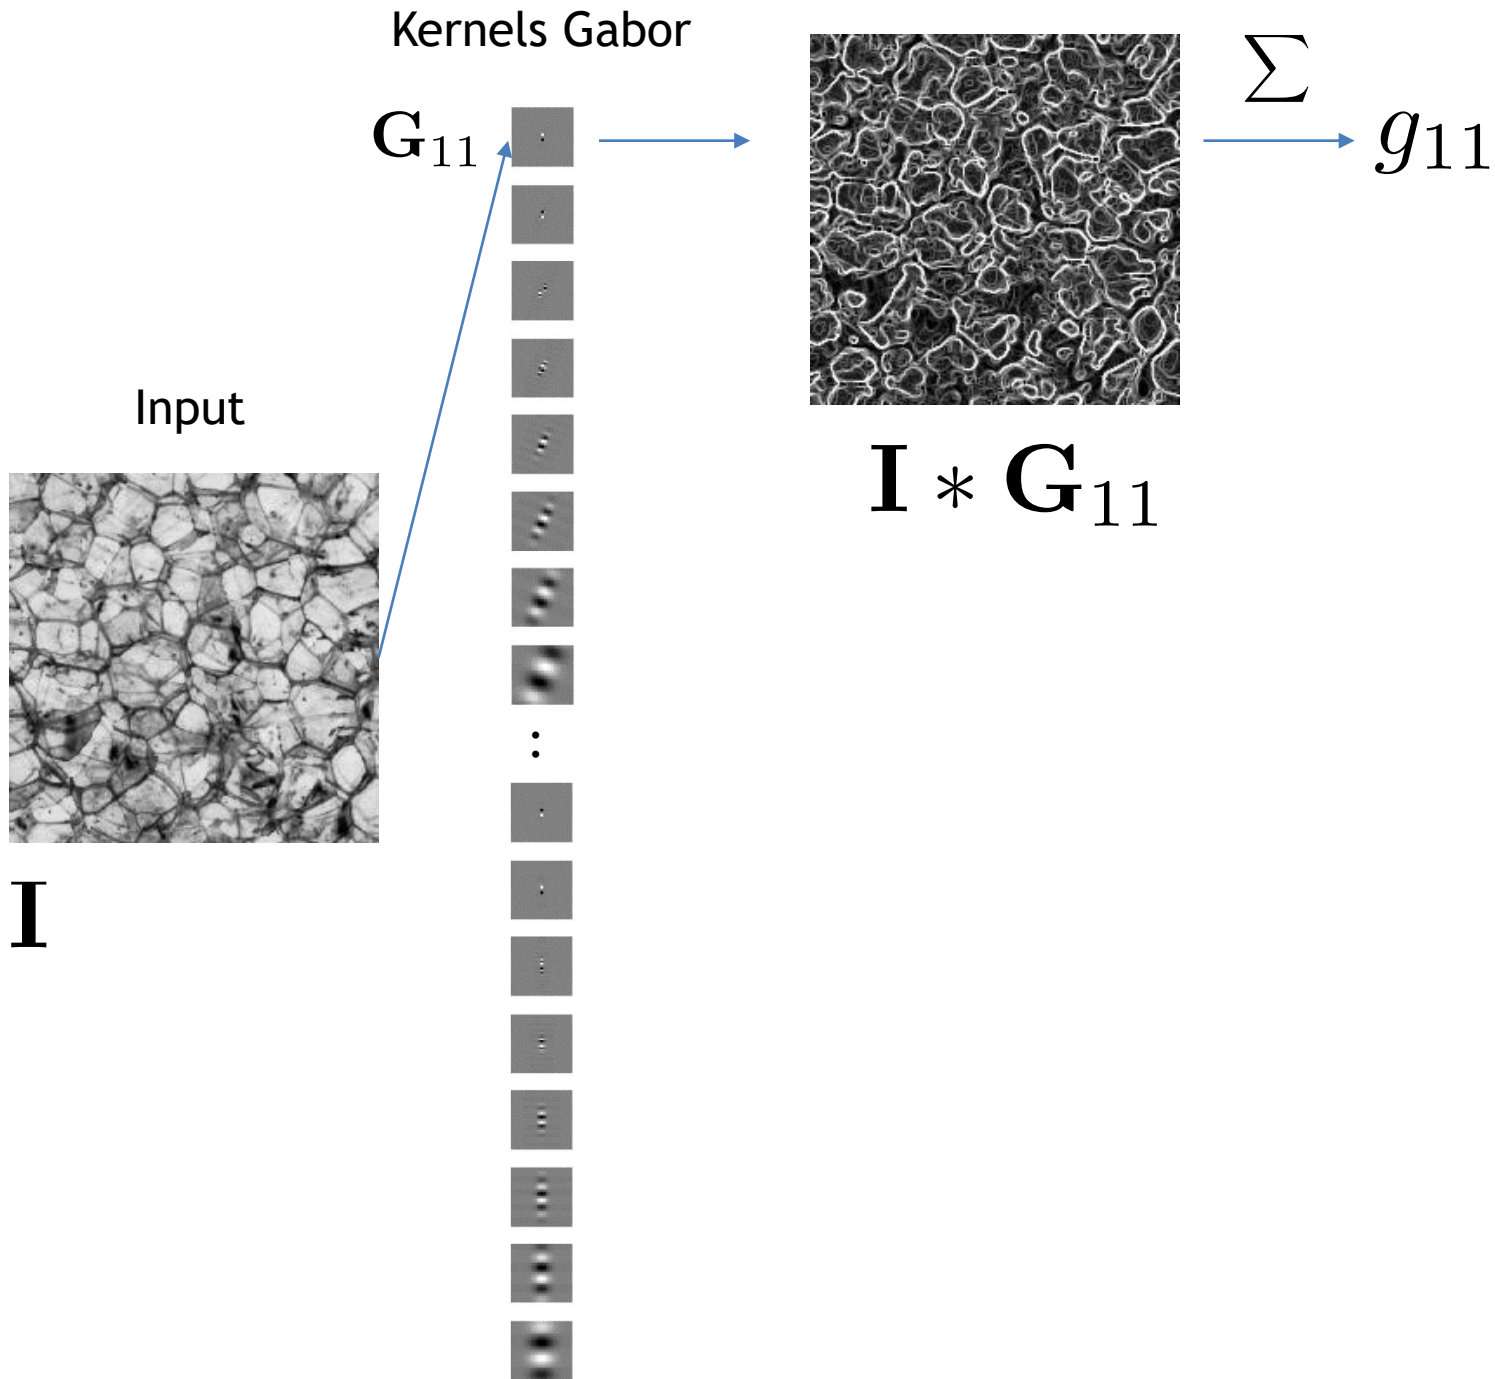 Kernels Gabor
G₁₁
∑
g₁₁
I ∗ G₁₁
Input
:
I